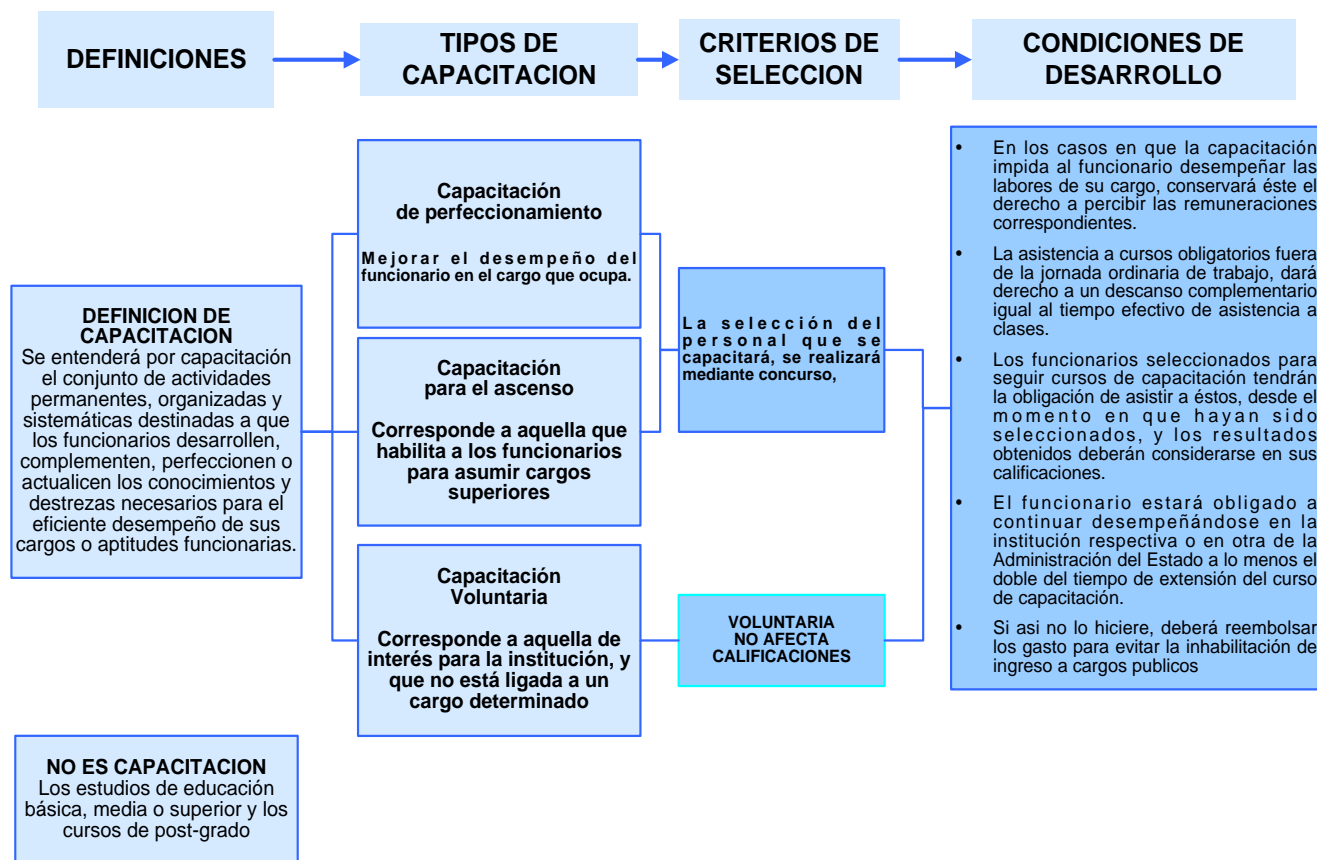 DEFINICIONES
TIPOS DE
CAPACITACION
CRITERIOS DE
SELECCION
CONDICIONES DE
DESARROLLO
DEFINICION DE
CAPACITACION
Se entenderá por capacitación
el conjunto de actividades
permanentes, organizadas y
sistemáticas destinadas a que
los funcionarios desarrollen,
complementen, perfeccionen o
actualicen los conocimientos y
destrezas necesarios para el
eficiente desempeño de sus
cargos o aptitudes funcionarias.
NO ES CAPACITACION
Los estudios de educación
básica, media o superior y los
cursos de post-grado
Capacitación
de perfeccionamiento
Mejorar el desempeño del
funcionario en el cargo que ocupa.
Capacitación
para el ascenso
Corresponde a aquella que
habilita a los funcionarios
para asumir cargos
superiores
Capacitación
Voluntaria
Corresponde a aquella de
interés para la institución, y
que no está ligada a un
cargo determinado
La selección del
personal que se
capacitará, se realizará
mediante concurso,
VOLUNTARIA
NO AFECTA
CALIFICACIONES
• En los casos en que la capacitación
impida al funcionario desempeñar las
labores de su cargo, conservará éste el
derecho a percibir las remuneraciones
correspondientes.
• La asistencia a cursos obligatorios fuera
de la jornada ordinaria de trabajo, dará
derecho a un descanso complementario
igual al tiempo efectivo de asistencia a
clases.
• Los funcionarios seleccionados para
seguir cursos de capacitación tendrán
la obligación de asistir a éstos, desde el
momento en que hayan sido
seleccionados, y los resultados
obtenidos deberán considerarse en sus
calificaciones.
• El funcionario estará obligado a
continuar desempeñándose en la
institución respectiva o en otra de la
Administración del Estado a lo menos el
doble del tiempo de extensión del curso
de capacitación.
• Si asi no lo hiciere, deberá reembolsar
los gasto para evitar la inhabilitación de
ingreso a cargos publicos